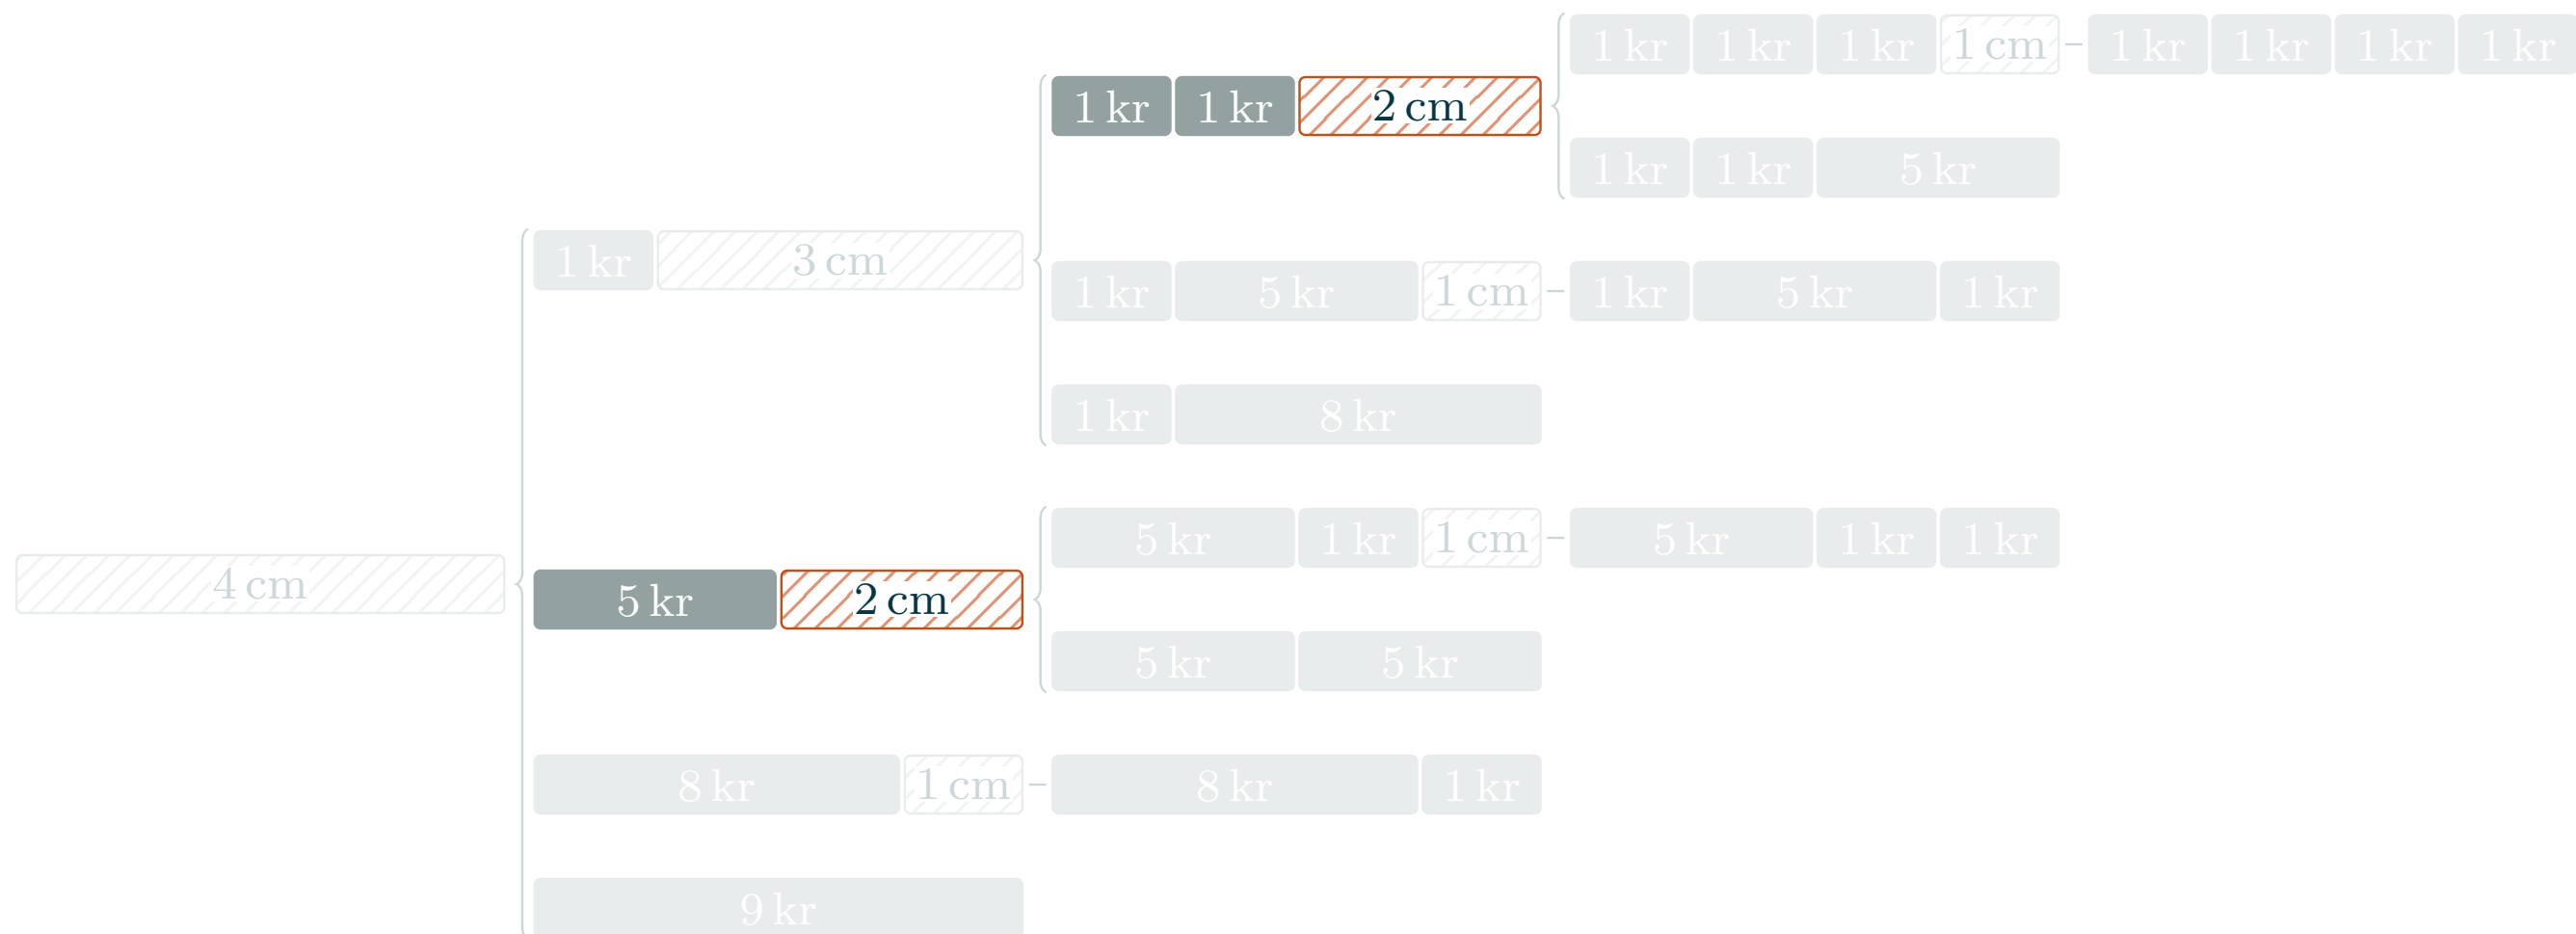 1 kr 1 kr 1 kr 1 cm 1 kr 1 kr 1 kr 1 kr
1 kr 1 kr 2 cm
1 kr 1 kr 5 kr
1 kr 3 cm
1 kr 5 kr 1 cm 1 kr 5 kr 1 kr
1 kr 8 kr
5 kr 1 kr 1 cm 5 kr 1 kr 1 kr
4 cm
5 kr 2 cm
5 kr 5 kr
8 kr 1 cm 8 kr 1 kr
9 kr